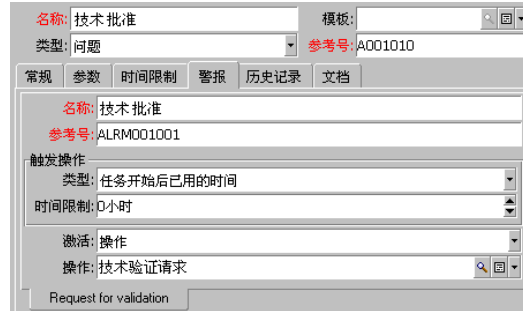 名称: 技术批准 模板:
类型: 问题 参考号: A001010
常规 参数 时间限制 警报 历史记录 文档
名称: 技术批准
参考号: ALRM001001
触发操作
类型: 任务开始后已用的时间
时间限制: 0小时
激活: 操作
操作: 技术验证请求
Request for validation